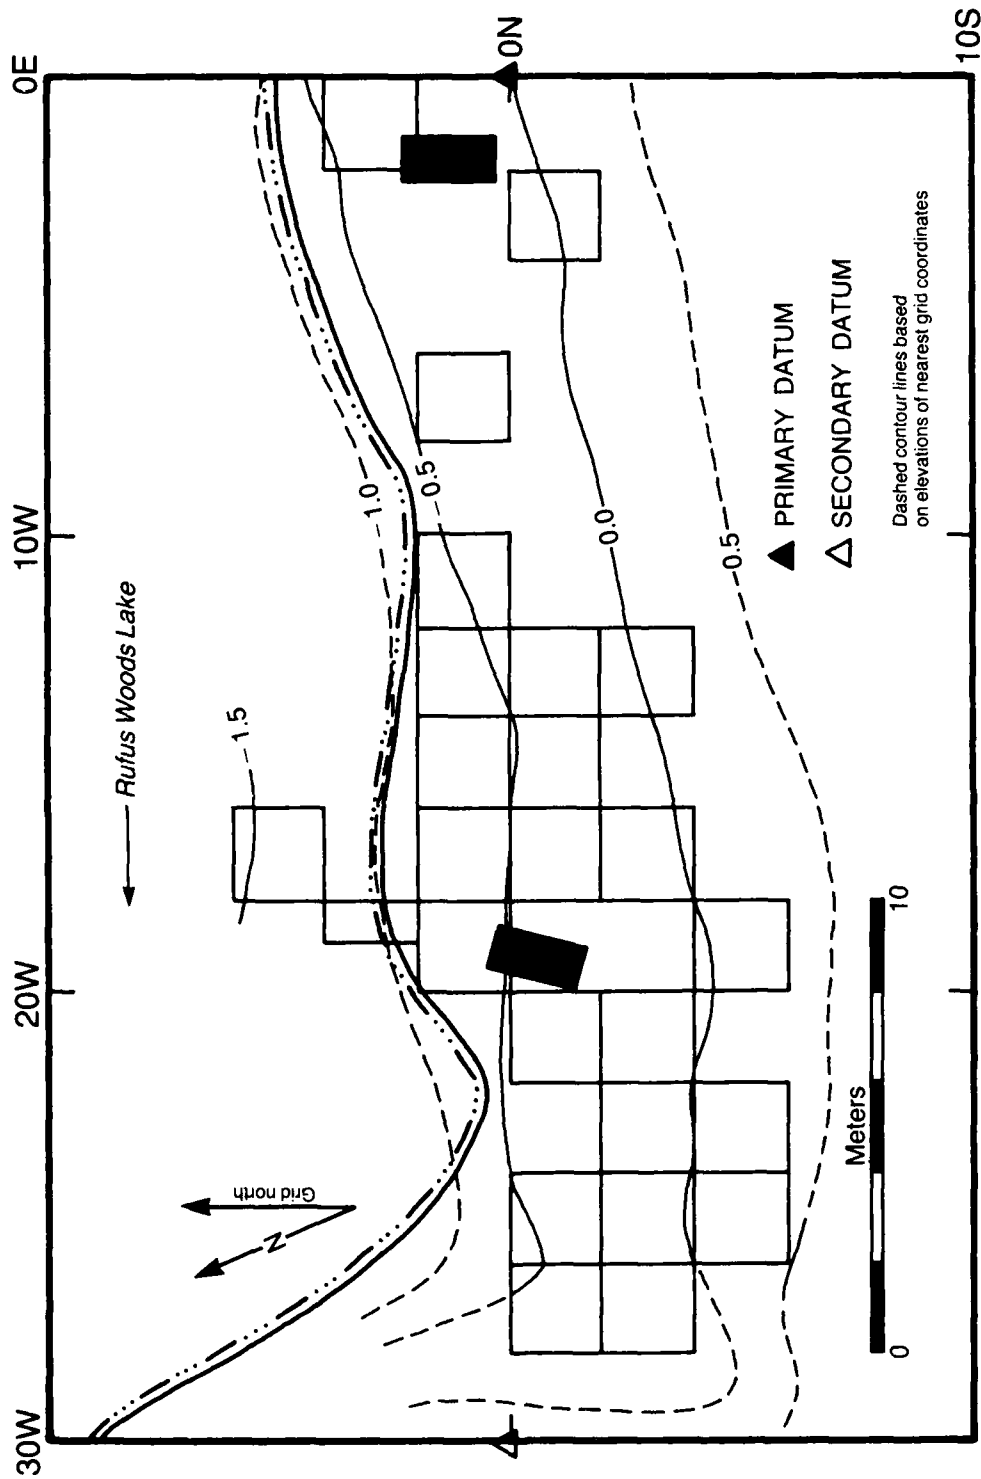 30W
20W
10W
0E
Rufus Woods Lake
1.5
Grid north
N
1.0
0.5
0N
0.0
-0.5
PRIMARY DATUM
SECONDARY DATUM
Meters
0
10
Dashed contour lines based
on elevations of nearest grid coordinates
10S